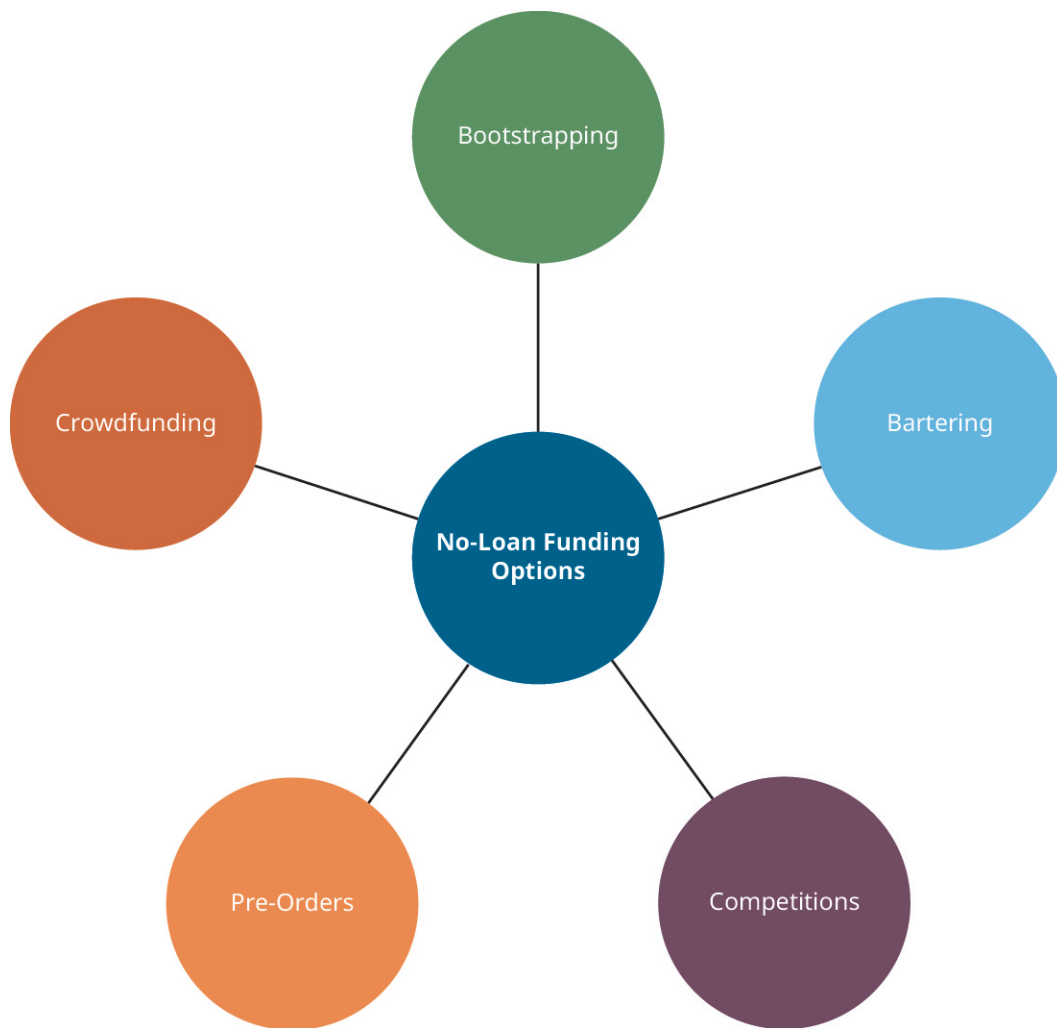 Bootstrapping
Crowdfunding
Bartering
No-Loan Funding
Options
Pre-Orders
Competitions